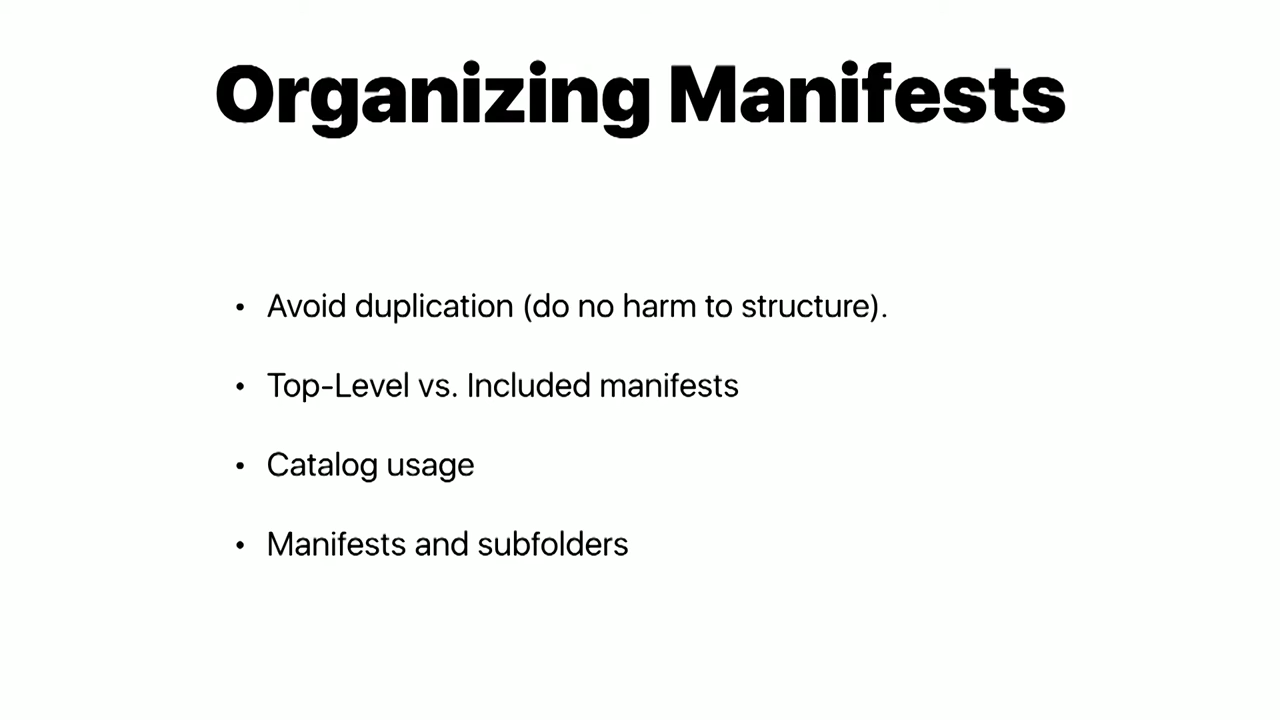 Organizing Manifests
• Avoid duplication (do no harm to structure).
• Top-Level vs. Included manifests
• Catalog usage
• Manifests and subfolders